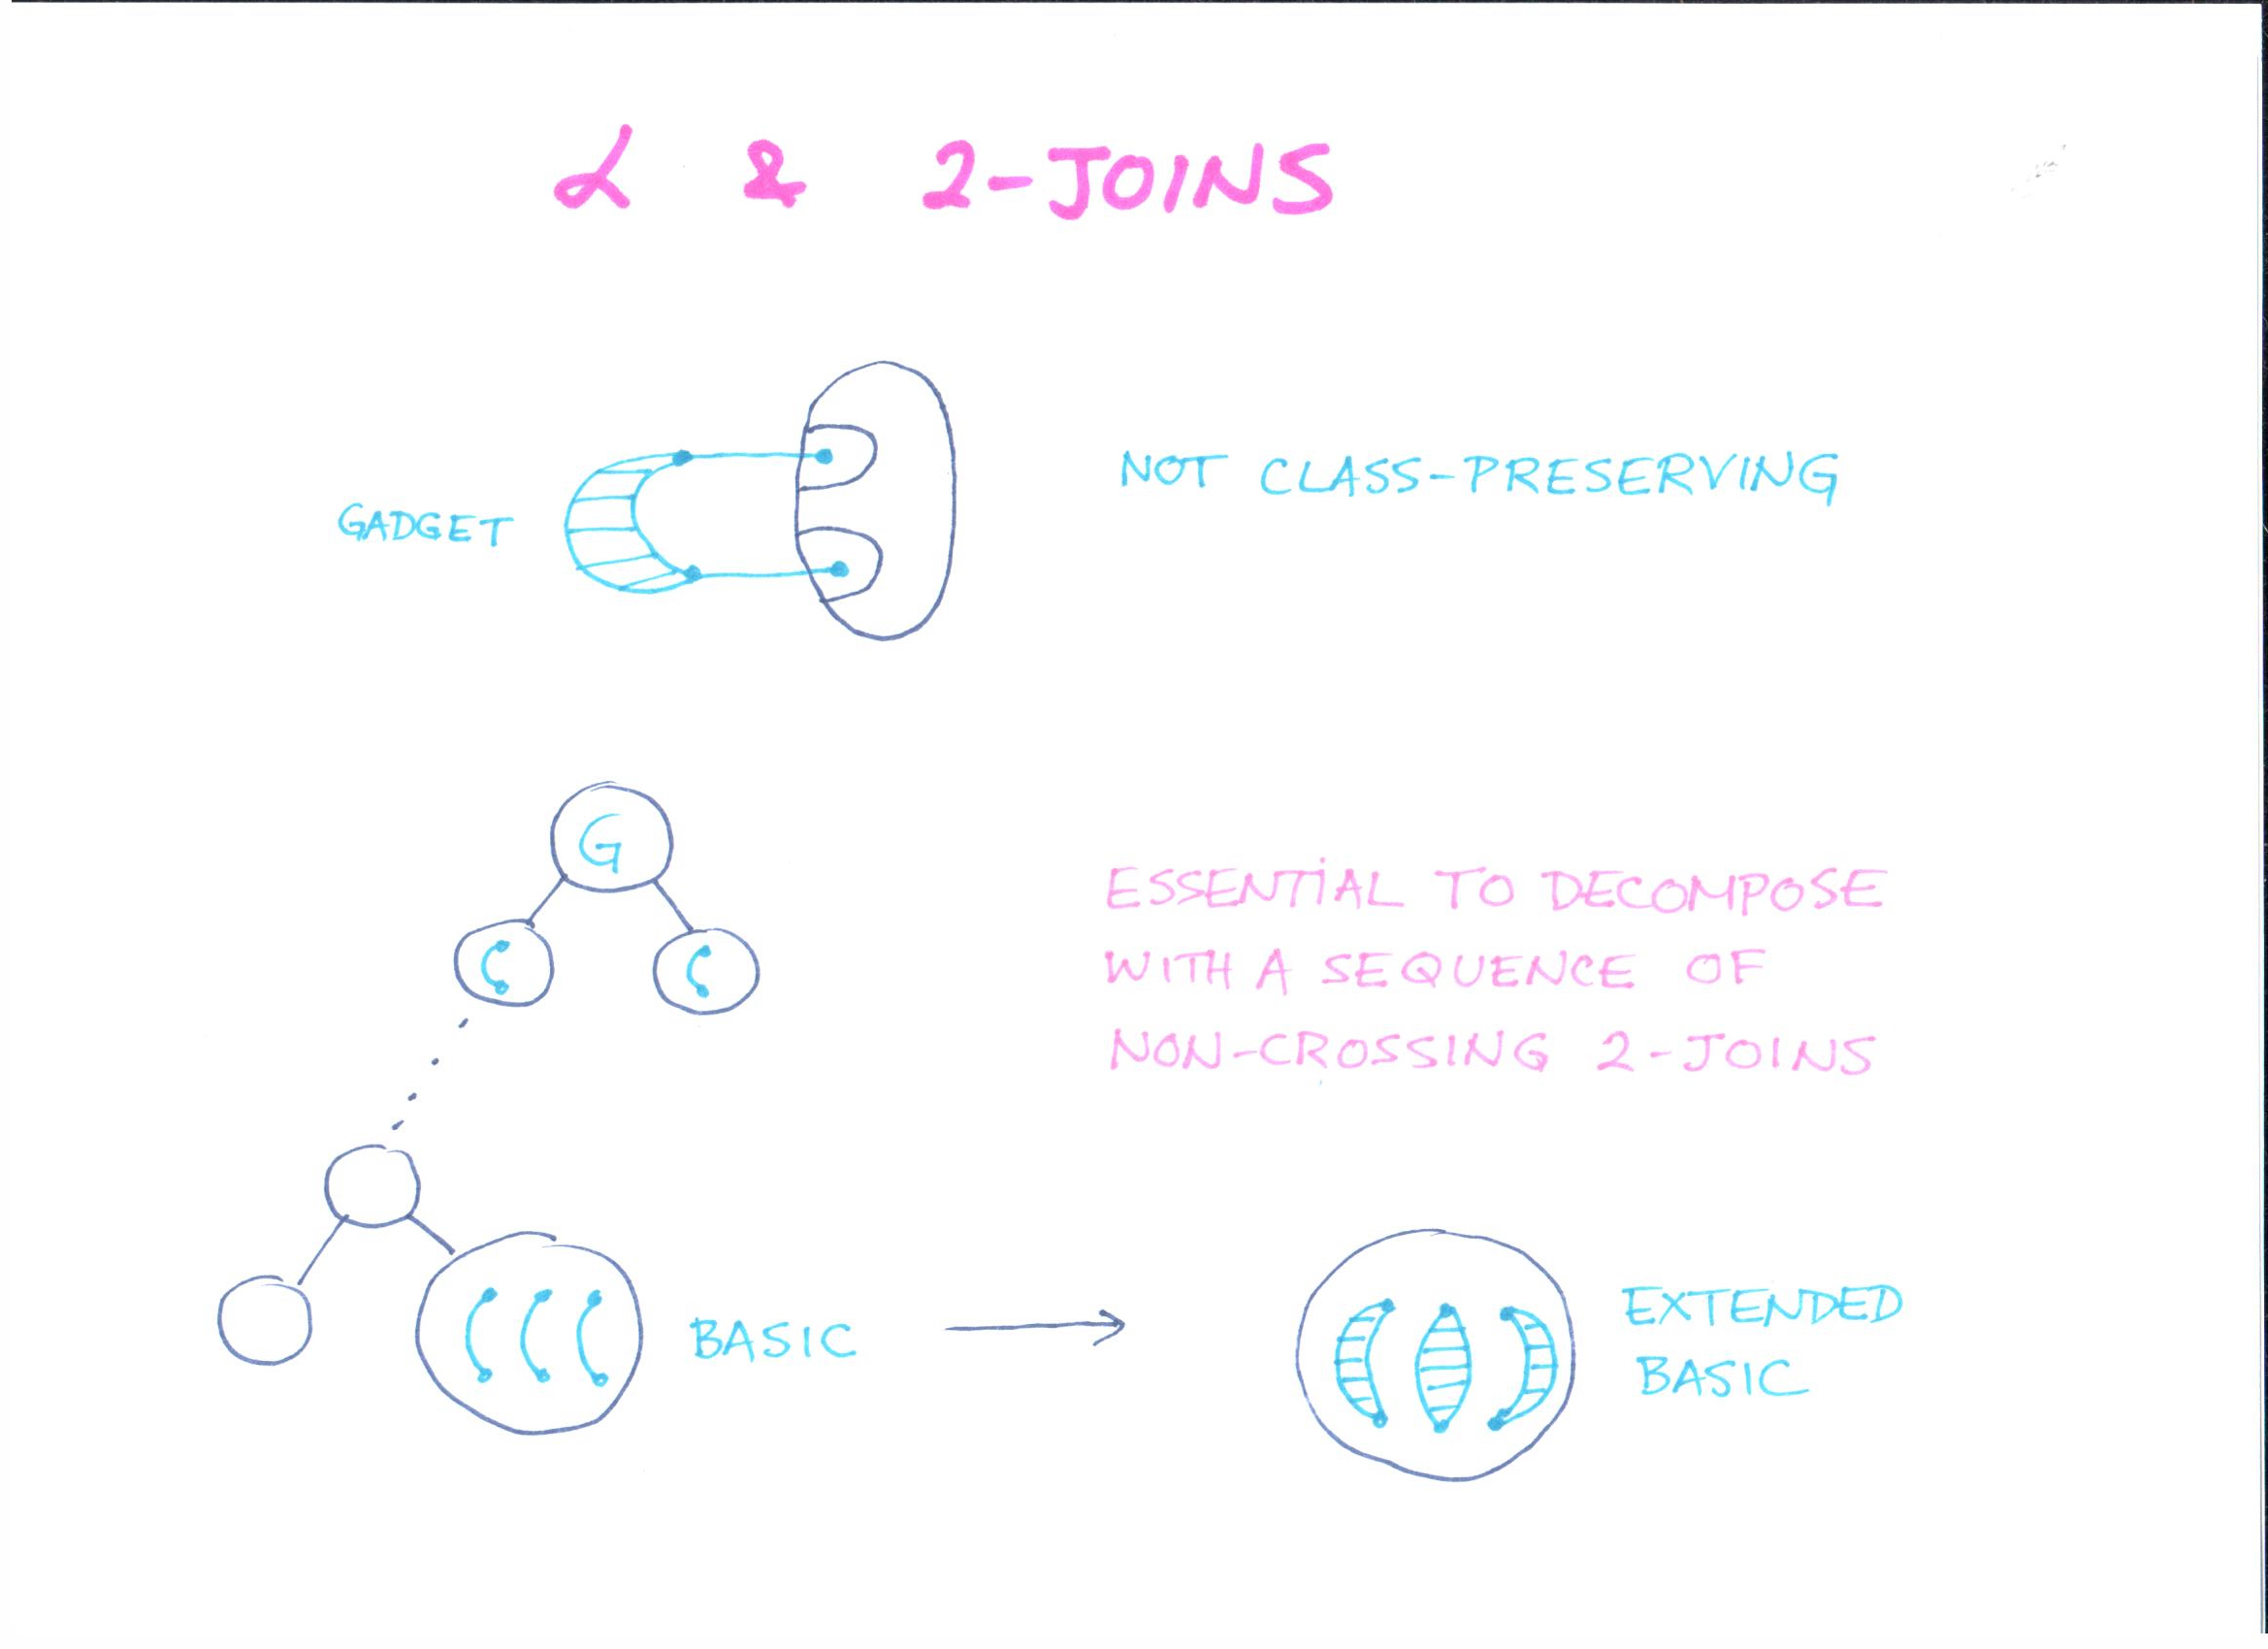 α & 2-JOINS
GADGET
NOT CLASS-PRESERVING
G
ESSENTIAL TO DECOMPOSE
WITH A SEQUENCE OF
NON-CROSSING 2-JOINS
BASIC
EXTENDED
BASIC